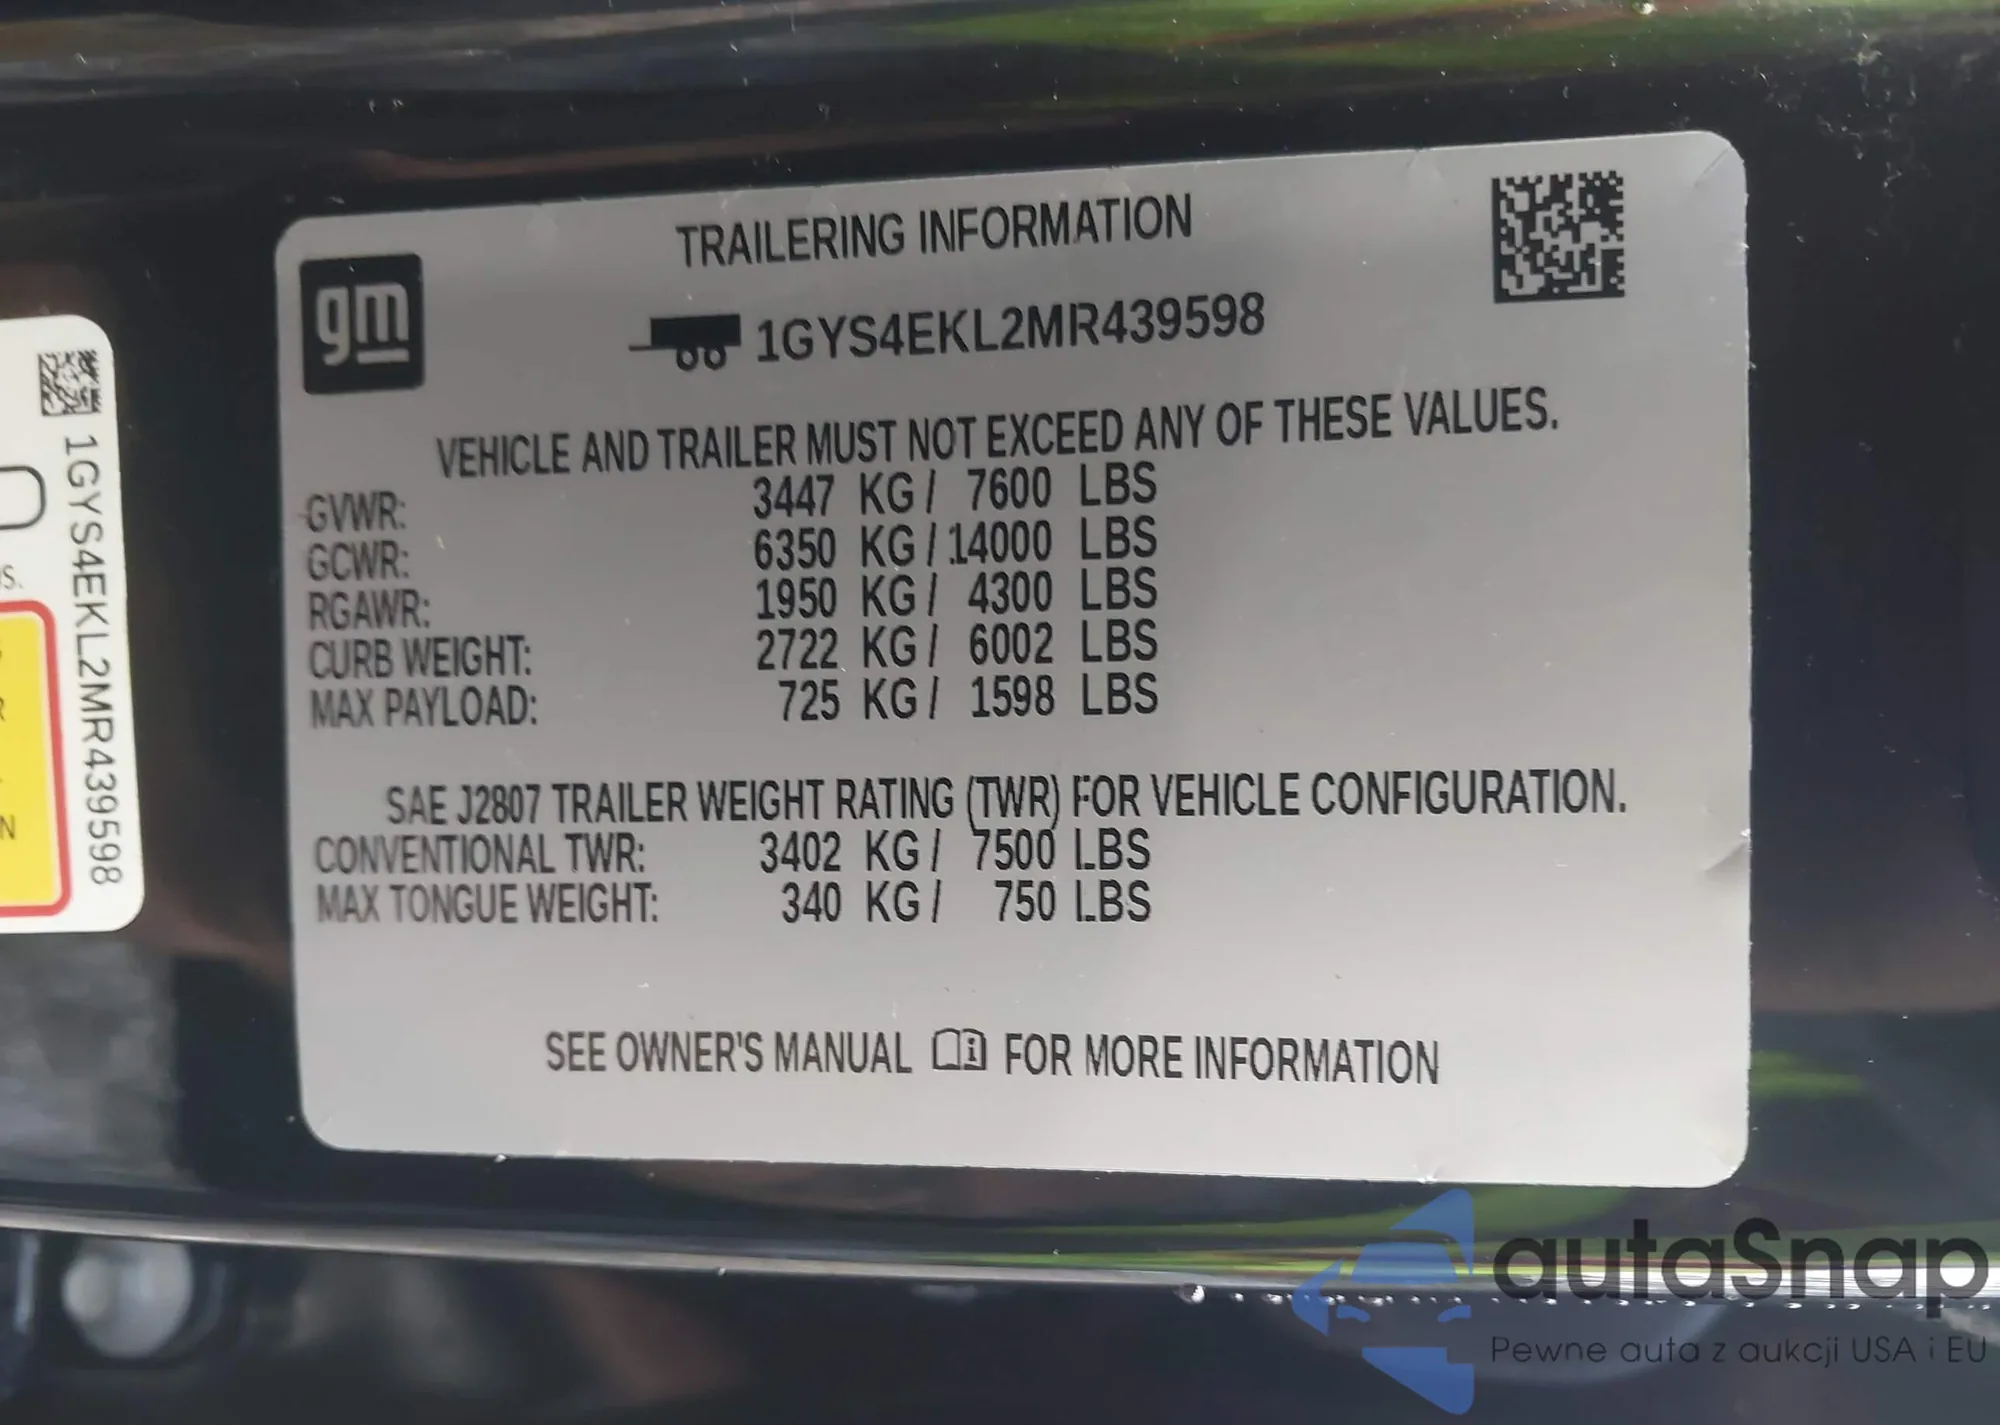 TRAILERING INFORMATION
gm
1GYS4EKL2MR439598
VEHICLE AND TRAILER MUST NOT EXCEED ANY OF THESE VALUES.
GVWR: 3447 KG / 7600 LBS
GCWR: 6350 KG / 14000 LBS
RGAWR: 1950 KG / 4300 LBS
CURB WEIGHT: 2722 KG / 6002 LBS
MAX PAYLOAD: 725 KG / 1598 LBS
SAE J2807 TRAILER WEIGHT RATING (TWR) FOR VEHICLE CONFIGURATION.
CONVENTIONAL TWR: 3402 KG / 7500 LBS
MAX TONGUE WEIGHT: 340 KG / 750 LBS
SEE OWNER'S MANUAL FOR MORE INFORMATION
1GYS4EKL2MR439598
autaSnap
Pewne auta z aukcji USA i EU